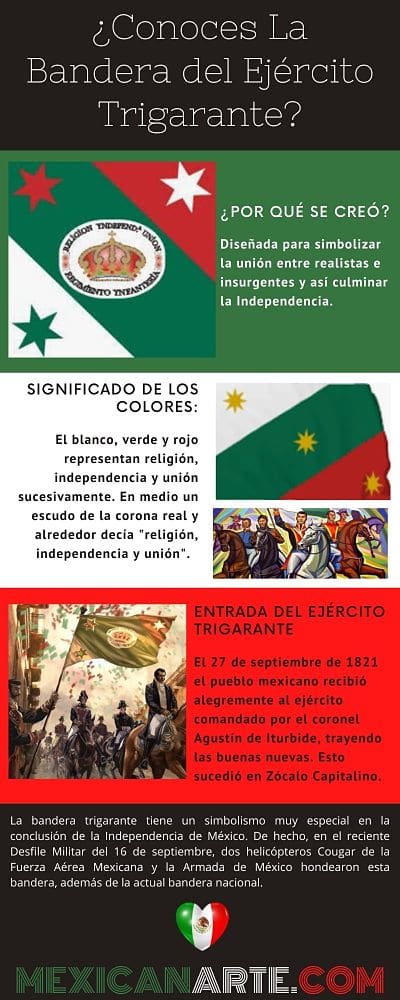 ¿Conoces La
Bandera del Ejército
Trigarante?
RELIGION YNDEPENDA UNION
REGIMIENTO YNFANTERIA
¿POR QUÉ SE CREÓ?
Diseñada para simbolizar
la unión entre realistas e
insurgentes y así culminar
la Independencia.
SIGNIFICADO DE LOS
COLORES:
El blanco, verde y rojo
representan religión,
independencia y unión
sucesivamente. En medio un
escudo de la corona real y
alrededor decía "religión,
independencia y unión".
ENTRADA DEL EJÉRCITO
TRIGARANTE
El 27 de septiembre de 1821
el pueblo mexicano recibió
alegremente al ejército
comandado por el coronel
Agustín de Iturbide, trayendo
las buenas nuevas. Esto
sucedió en Zócalo Capitalino.
La bandera trigarante tiene un simbolismo muy especial en la
conclusión de la Independencia de México. De hecho, en el reciente
Desfile Militar del 16 de septiembre, dos helicópteros Cougar de la
Fuerza Aérea Mexicana y la Armada de México hondearon esta
bandera, además de la actual bandera nacional.
MEXICANARTE.COM